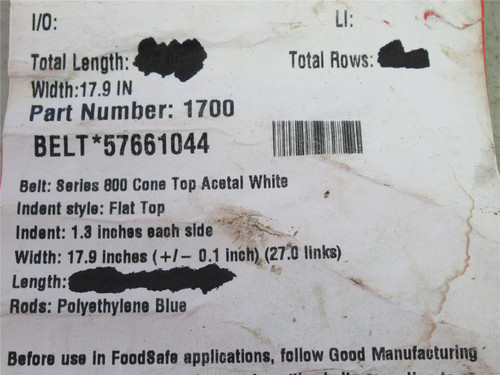 I/O: LI:
Total Length: Total Rows:
Width:17.9 IN
Part Number: 1700
BELT*57661044
Belt: Series 800 Cone Top Acetal White
Indent style: Flat Top
Indent: 1.3 inches each side
Width: 17.9 inches (+/- 0.1 inch) (27.0 links)
Length:
Rods: Polyethylene Blue
Before use in FoodSafe applications, follow Good Manufacturing